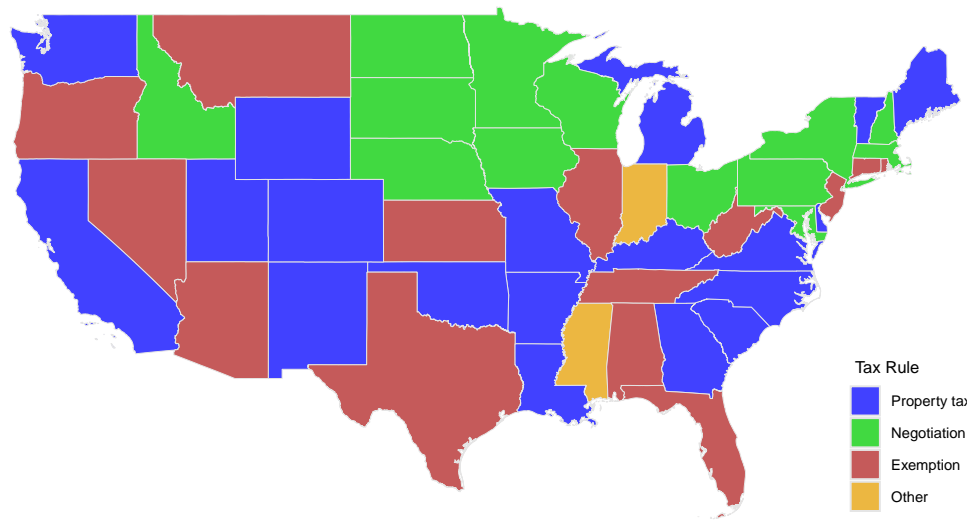 Tax Rule
Property tax
Negotiation
Exemption
Other